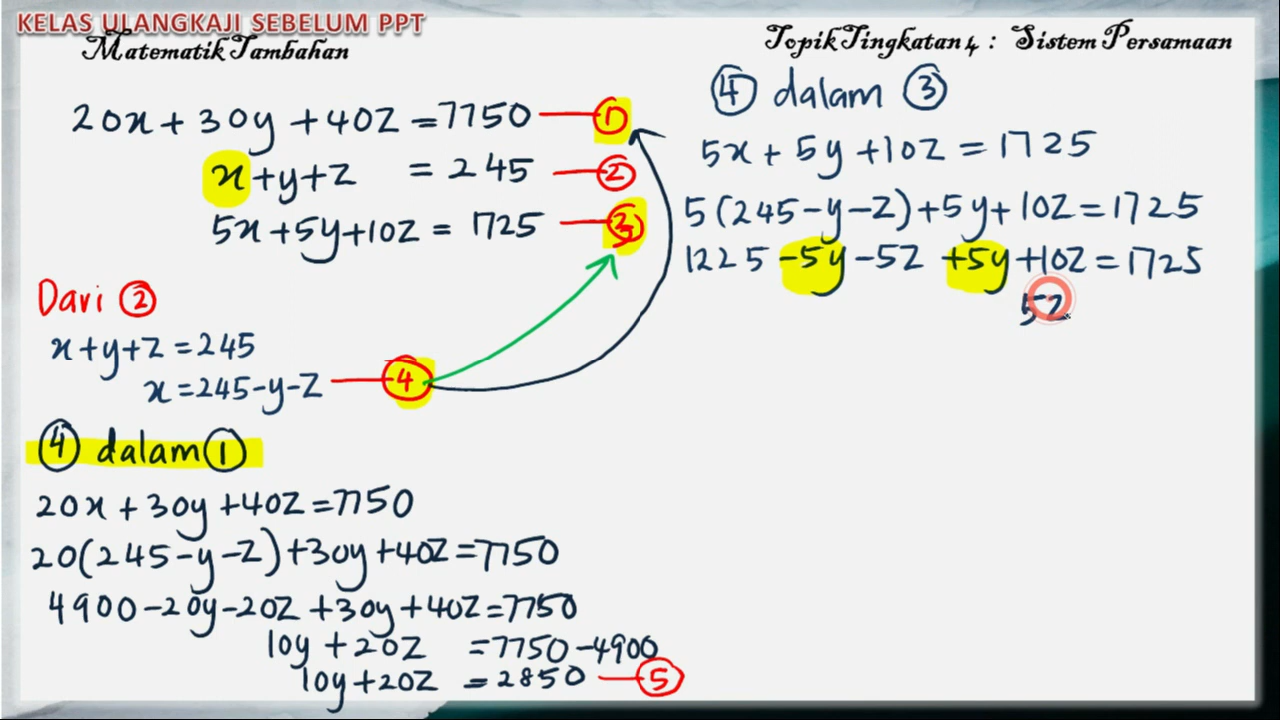 KELAS ULANGKAJI SEBELUM PPT
Matematik Tambahan
Topik Tingkatan 4 : Sistem Persamaan
20x + 30y + 40z = 7750 — ①
x + y + z = 245 — ②
5x + 5y + 10z = 1725 — ③
Dari ②
x + y + z = 245
x = 245 - y - z — ④
④ dalam ①
20x + 30y + 40z = 7750
20(245 - y - z) + 30y + 40z = 7750
4900 - 20y - 20z + 30y + 40z = 7750
10y + 20z = 7750 - 4900
10y + 20z = 2850 — ⑤
④ dalam ③
5x + 5y + 10z = 1725
5(245 - y - z) + 5y + 10z = 1725
1225 - 5y - 5z + 5y + 10z = 1725
5z